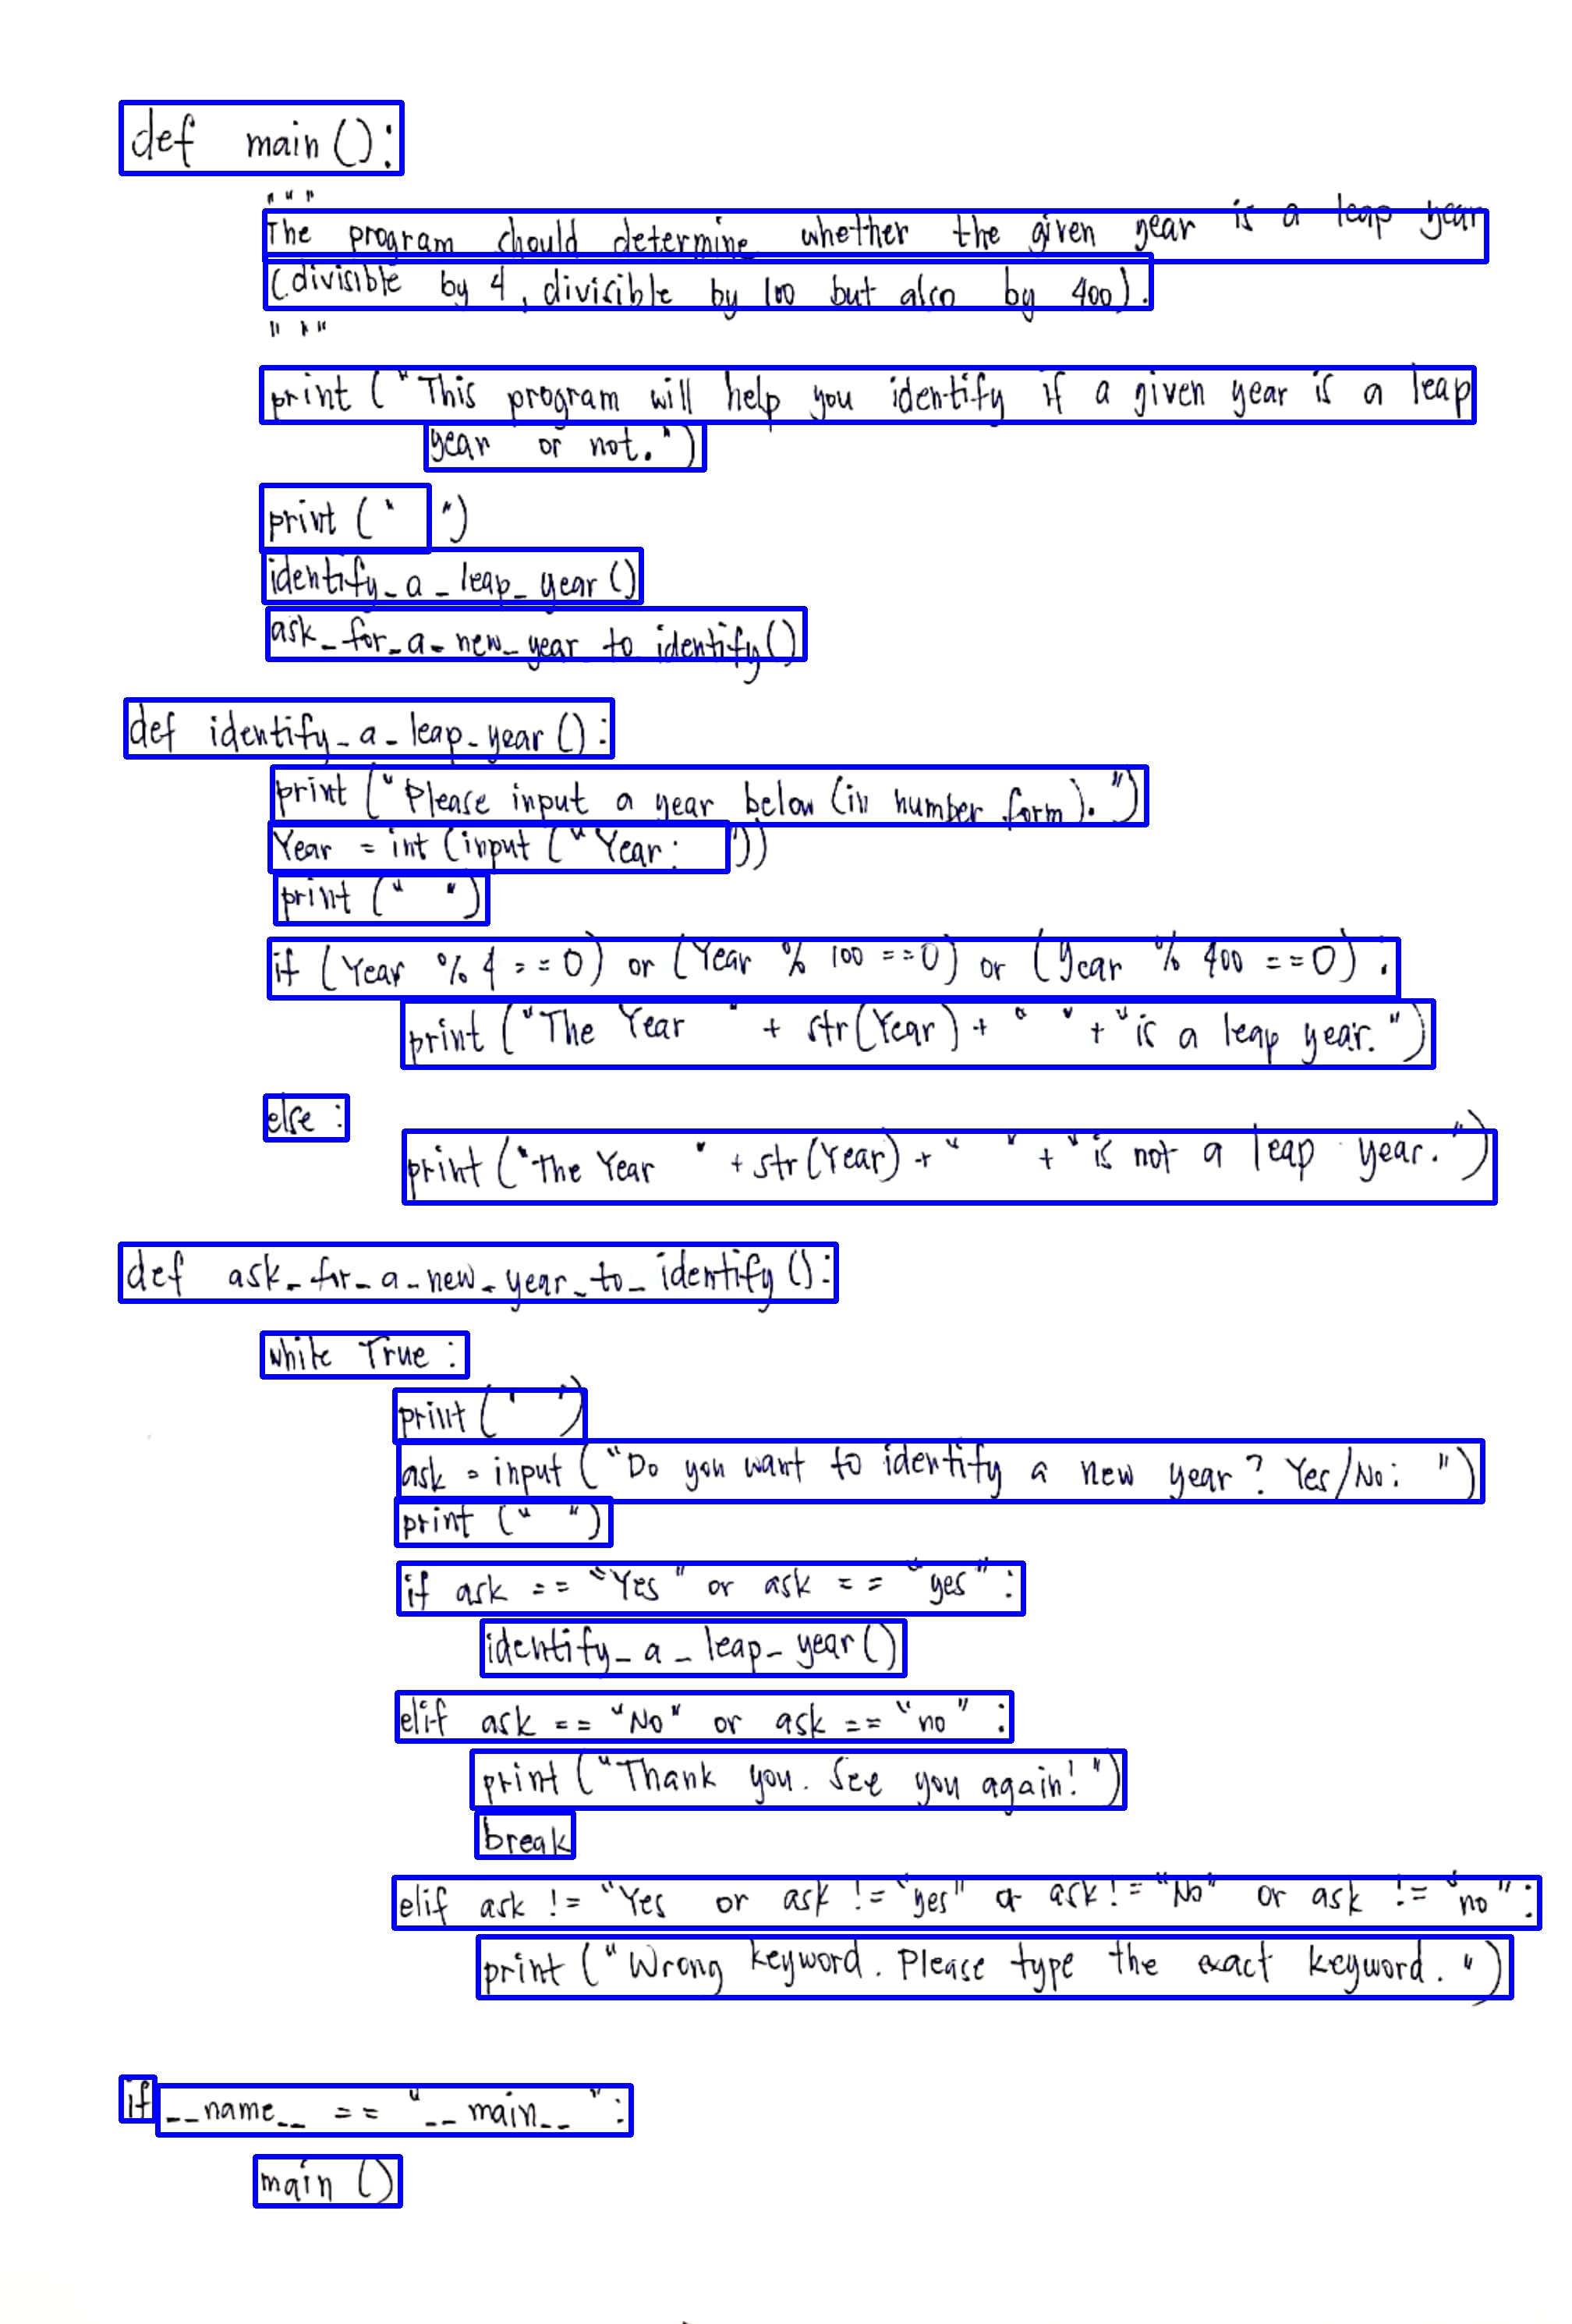 def main():
"""
The program should determine whether the given year is a leap year
(divisible by 4, divisible by 100 but also by 400).
"""
print ("This program will help you identify if a given year is a leap
year or not.")
print (" ")
identify_a_leap_year()
ask_for_a_new_year_to identify()
def identify_a_leap_year():
print ("Please input a year below (in number form).")
Year = int (input ("Year: "))
print (" ")
if (Year % 4 == 0) or (Year % 100 == 0) or (year % 400 == 0) :
print ("The Year " + str(Year) + " " + "is a leap year.")
else :
print ("The Year " + str(Year) + " " + "is not a leap year.")
def ask_for_a_new_year_to_identify():
while True :
print (' ')
ask = input ("Do you want to identify a new year? Yes/No: ")
print (" ")
if ask == "Yes" or ask == "yes" :
identify_a_leap_year()
elif ask == "No" or ask == "no" :
print ("Thank you. See you again!")
break
elif ask != "Yes or ask != "yes" or ask != "No" or ask != "no" :
print ("Wrong keyword. Please type the exact keyword. ")
if __name__ == "__main__ ":
main ()